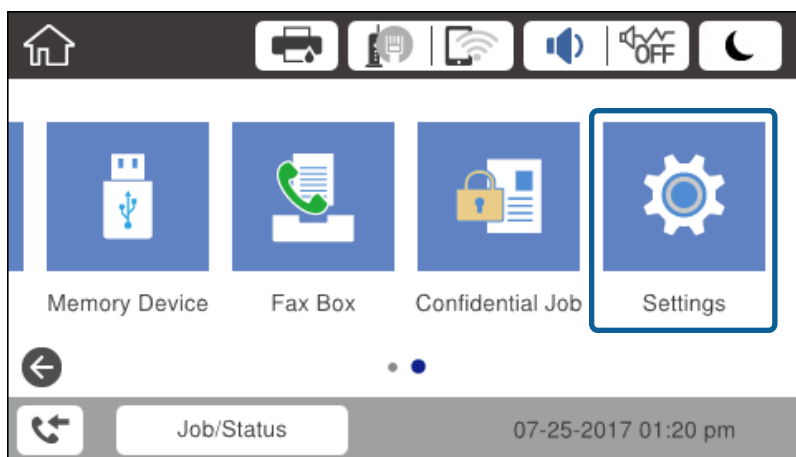 OFF
Memory Device
Fax Box
Confidential Job
Settings
Job/Status
07-25-2017 01:20 pm